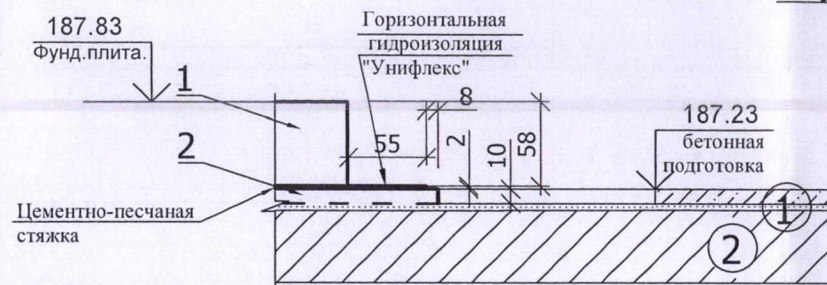 187.83
Фунд.плита
Горизонтальная
гидроизоляция
"Унифлекс"
1
8
187.23
бетонная
подготовка
55
2
10
58
2
Цементно-песчаная
стяжка
1
2